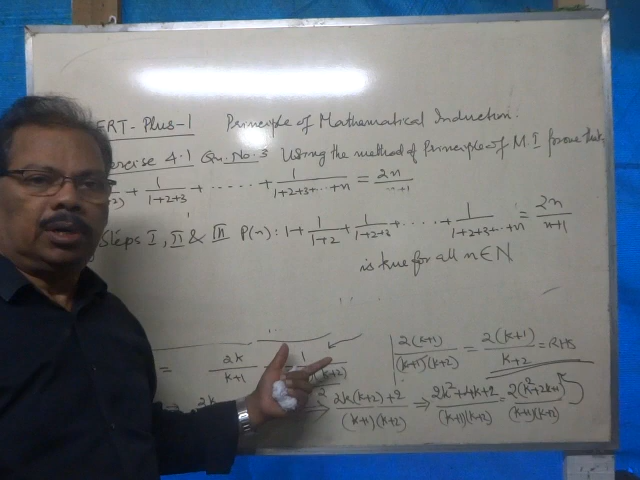 ERT-Plus-1 Principle of Mathematical Induction.
ercise 4.1 Qu. No. 3 Using the method of Principle of M.I prove that,
+ 1/(1+2+3) + ...... + 1/(1+2+3+...+n) = 2n/(n+1)
Steps I, II & III P(n): 1 + 1/(1+2) + 1/(1+2+3) + ..... + 1/(1+2+3+...+n) = 2n/(n+1)
is true for all n∈N
= 2k/(k+1) 1 (k+2) 2(k+1)/((k+1)(k+2)) = 2(k+1)/(k+2) = RHS
2k ⇒ (2k(k+2)+2)/((k+1)(k+2)) ⇒ (2k²+4k+2)/((k+1)(k+2)) = 2(k²+2k+1)/((k+1)(k+2))